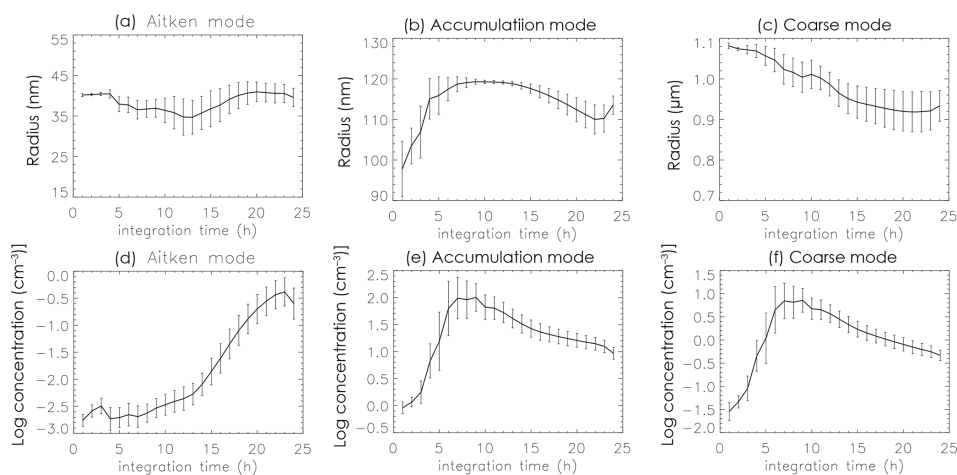 (a) Aitken mode
(b) Accumulatiion mode
(c) Coarse mode
Radius (nm)
55
45
35
25
15
0 5 10 15 20 25
integration time (h)
Radius (nm)
130
120
110
100
90
0 5 10 15 20 25
integration time (h)
Radius (µm)
1.1
1.0
0.9
0.8
0.7
0 5 10 15 20 25
integration time (h)
(d) Aitken mode
(e) Accumulation mode
(f) Coarse mode
Log concentration (cm⁻³)]
0.0
−0.5
−1.0
−1.5
−2.0
−2.5
−3.0
0 5 10 15 20 25
integration time (h)
Log concentration (cm⁻³)]
2.5
2.0
1.5
1.0
0.5
0.0
−0.5
0 5 10 15 20 25
integration time (h)
Log concentration (cm⁻³)]
1.5
1.0
0.5
0.0
−0.5
−1.0
−1.5
−2.0
0 5 10 15 20 25
integration time (h)